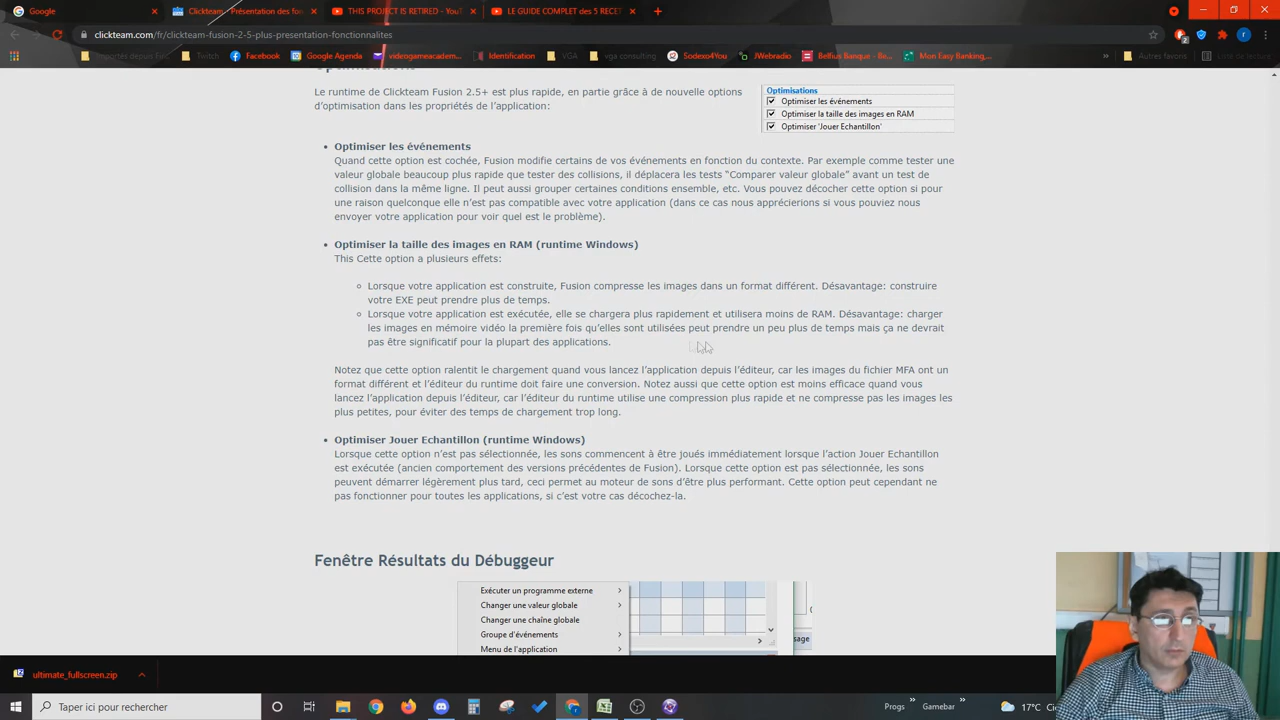 Google
Clickteam - Présentation des fo
THIS PROJECT IS RETIRED - YouT
LE GUIDE COMPLET des 5 RECET
clickteam.com/fr/clickteam-fusion-2-5-plus-presentation-fonctionnalites
Twitch
Facebook
Google Agenda
videogameacadem...
Identification
VGA
vga consulting
Sodexo4You
JWebradio
Belfius Banque - Bo...
Mon Easy Banking,...
Autres favoris
Liste de lecture
Le runtime de Clickteam Fusion 2.5+ est plus rapide, en partie grâce à de nouvelle options
d'optimisation dans les propriétés de l'application:
Optimisations
Optimiser les événements
Optimiser la taille des images en RAM
Optimiser 'Jouer Echantillon'
• Optimiser les événements
Quand cette option est cochée, Fusion modifie certains de vos événements en fonction du contexte. Par exemple comme tester une
valeur globale beaucoup plus rapide que tester des collisions, il déplacera les tests "Comparer valeur globale" avant un test de
collision dans la même ligne. Il peut aussi grouper certaines conditions ensemble, etc. Vous pouvez décocher cette option si pour
une raison quelconque elle n'est pas compatible avec votre application (dans ce cas nous apprécierions si vous pouviez nous
envoyer votre application pour voir quel est le problème).
• Optimiser la taille des images en RAM (runtime Windows)
This Cette option a plusieurs effets:
Lorsque votre application est construite, Fusion compresse les images dans un format différent. Désavantage: construire
votre EXE peut prendre plus de temps.
Lorsque votre application est exécutée, elle se chargera plus rapidement et utilisera moins de RAM. Désavantage: charger
les images en mémoire vidéo la première fois qu'elles sont utilisées peut prendre un peu plus de temps mais ça ne devrait
pas être significatif pour la plupart des applications.
Notez que cette option ralentit le chargement quand vous lancez l'application depuis l'éditeur, car les images du fichier MFA ont un
format différent et l'éditeur du runtime doit faire une conversion. Notez aussi que cette option est moins efficace quand vous
lancez l'application depuis l'éditeur, car l'éditeur du runtime utilise une compression plus rapide et ne compresse pas les images les
plus petites, pour éviter des temps de chargement trop long.
• Optimiser Jouer Echantillon (runtime Windows)
Lorsque cette option n'est pas sélectionnée, les sons commencent à être joués immédiatement lorsque l'action Jouer Echantillon
est exécutée (ancien comportement des versions précédentes de Fusion). Lorsque cette option est pas sélectionnée, les sons
peuvent démarrer légèrement plus tard, ceci permet au moteur de sons d'être plus performant. Cette option peut cependant ne
pas fonctionner pour toutes les applications, si c'est votre cas décochez-la.
Fenêtre Résultats du Débuggeur
Exécuter un programme externe
Changer une valeur globale
Changer une chaîne globale
Groupe d'événements
Menu de l'application
sage
ultimate_fullscreen.zip
Taper ici pour rechercher
Progs
Gamebar
17°C